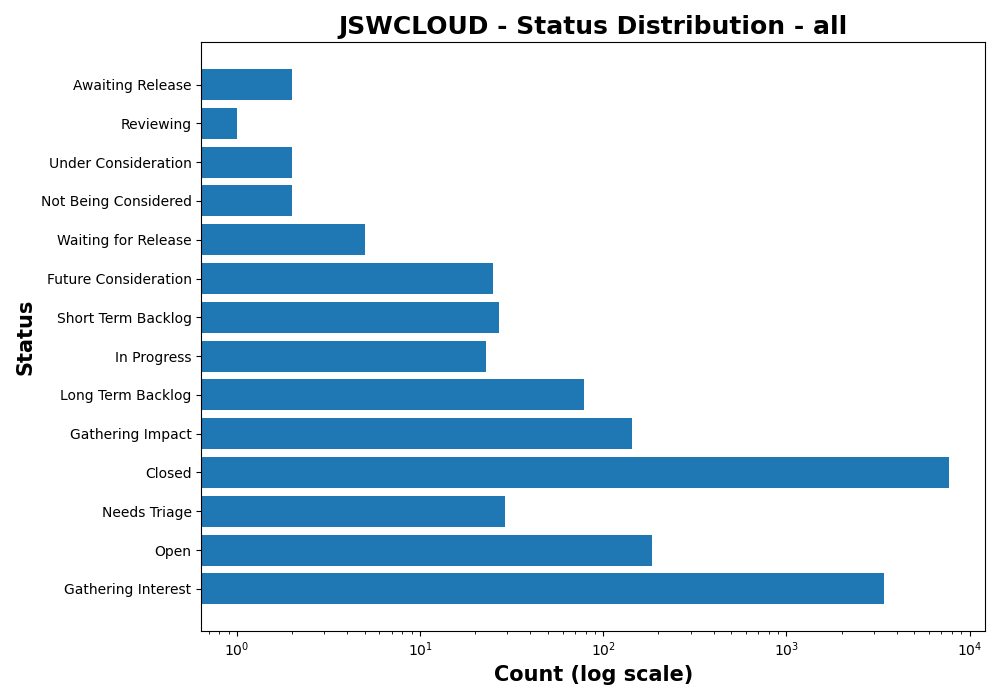 JSWCLOUD - Status Distribution - all
Awaiting Release
Reviewing
Under Consideration
Not Being Considered
Waiting for Release
Future Consideration
Short Term Backlog
In Progress
Long Term Backlog
Gathering Impact
Closed
Needs Triage
Open
Gathering Interest
Status
10⁰ 10¹ 10² 10³ 10⁴
Count (log scale)